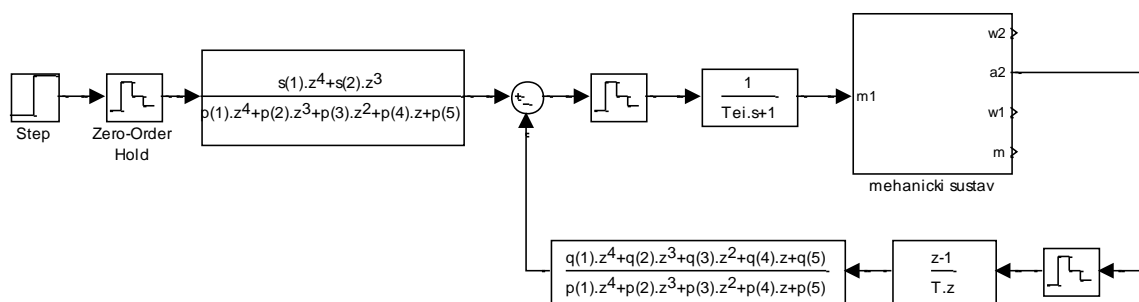 w2
s(1).z4+s(2).z3
p(1).z4+p(2).z3+p(3).z2+p(4).z+p(5)
1
Tei.s+1
m1
a2
w1
m
Step
Zero-Order
Hold
mehanicki sustav
q(1).z4+q(2).z3+q(3).z2+q(4).z+q(5)
p(1).z4+p(2).z3+p(3).z2+p(4).z+p(5)
z-1
T.z